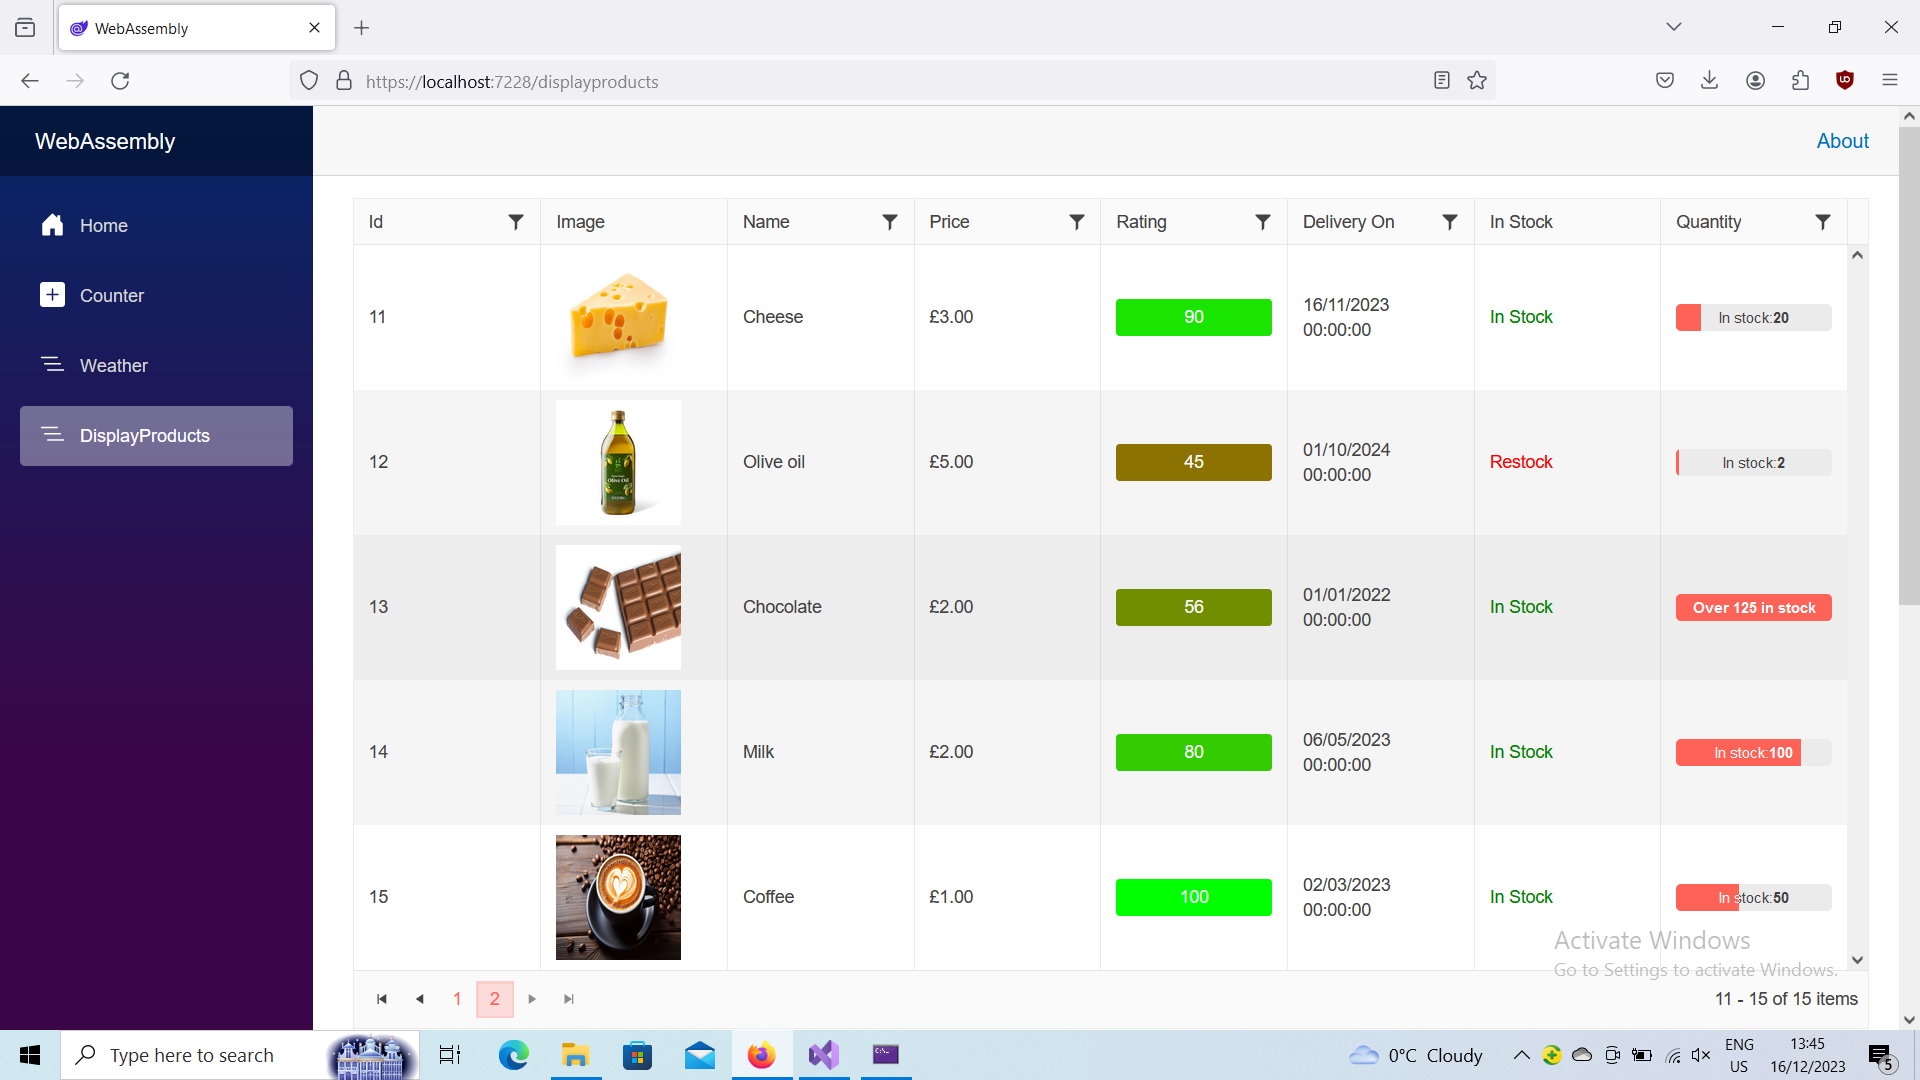 WebAssembly
https://localhost:7228/displayproducts
WebAssembly
About
Home
Counter
Weather
DisplayProducts
Id Image Name Price Rating Delivery On In Stock Quantity
11 Cheese £3.00 90 16/11/2023 00:00:00 In Stock In stock:20
12 Olive oil £5.00 45 01/10/2024 00:00:00 Restock In stock:2
Olive Oil
13 Chocolate £2.00 56 01/01/2022 00:00:00 In Stock Over 125 in stock
14 Milk £2.00 80 06/05/2023 00:00:00 In Stock In stock:100
15 Coffee £1.00 100 02/03/2023 00:00:00 In Stock In stock:50
Activate Windows
Go to Settings to activate Windows.
1 2
11 - 15 of 15 items
Type here to search
0°C Cloudy
ENG
US
13:45
16/12/2023
5